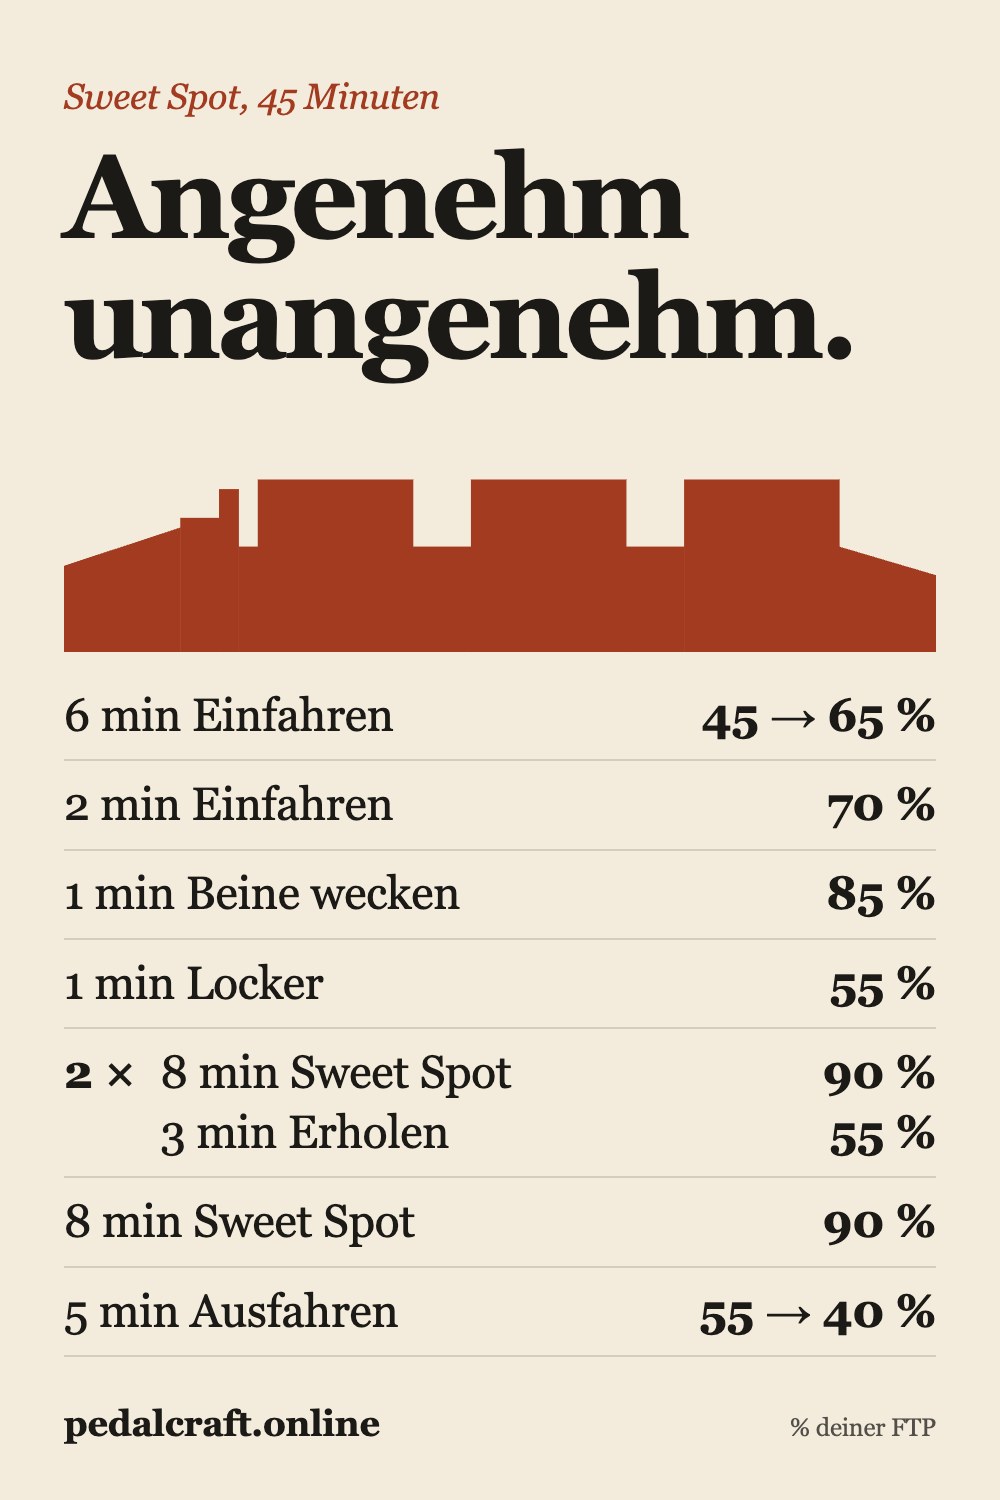 Sweet Spot, 45 Minuten
Angenehm
unangenehm.
6 min Einfahren 45 → 65 %
2 min Einfahren 70 %
1 min Beine wecken 85 %
1 min Locker 55 %
2 × 8 min Sweet Spot 90 %
3 min Erholen 55 %
8 min Sweet Spot 90 %
5 min Ausfahren 55 → 40 %
pedalcraft.online % deiner FTP